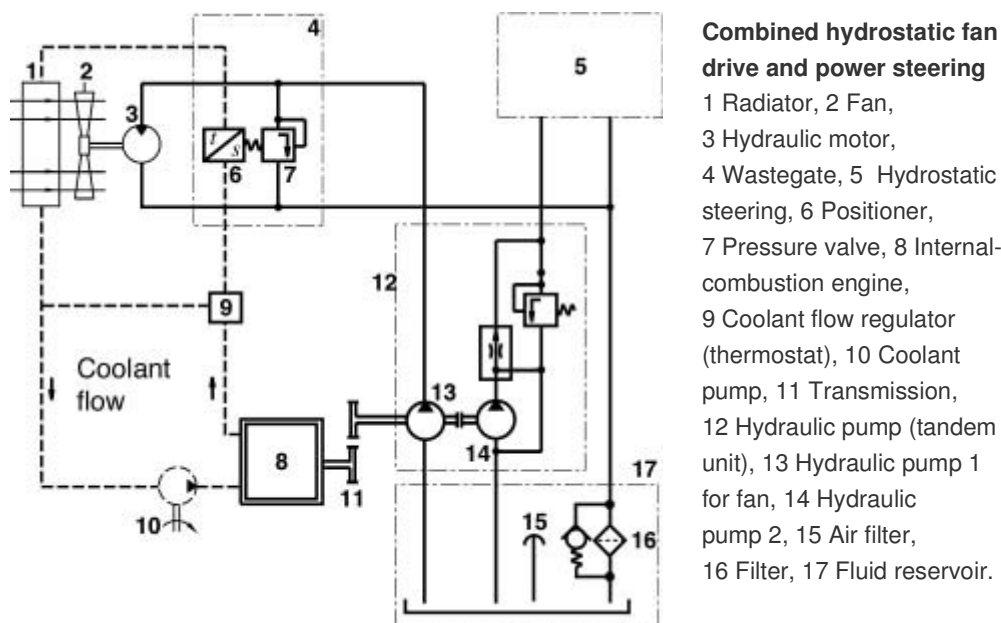 4
1 2
3
5
t
s
6 7
12
9
Coolant
flow
13
8
14
17
11
10
15
16
Combined hydrostatic fan
drive and power steering
1 Radiator, 2 Fan,
3 Hydraulic motor,
4 Wastegate, 5 Hydrostatic
steering, 6 Positioner,
7 Pressure valve, 8 Internal-
combustion engine,
9 Coolant flow regulator
(thermostat), 10 Coolant
pump, 11 Transmission,
12 Hydraulic pump (tandem
unit), 13 Hydraulic pump 1
for fan, 14 Hydraulic
pump 2, 15 Air filter,
16 Filter, 17 Fluid reservoir.